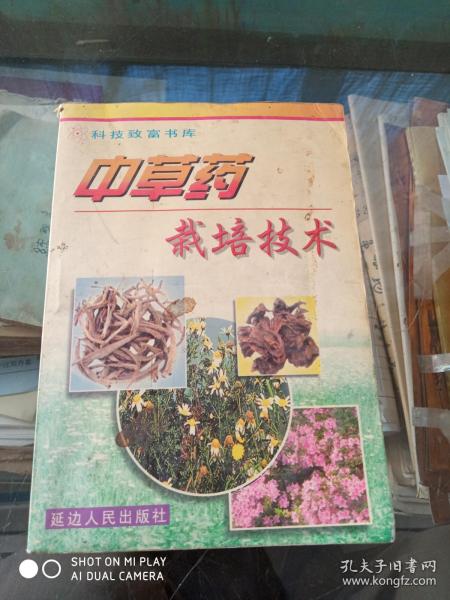 科技致富书库
中草药
栽培技术
延边人民出版社
SHOT ON MI PLAY
AI DUAL CAMERA
孔夫子旧书网
www.kongfz.com